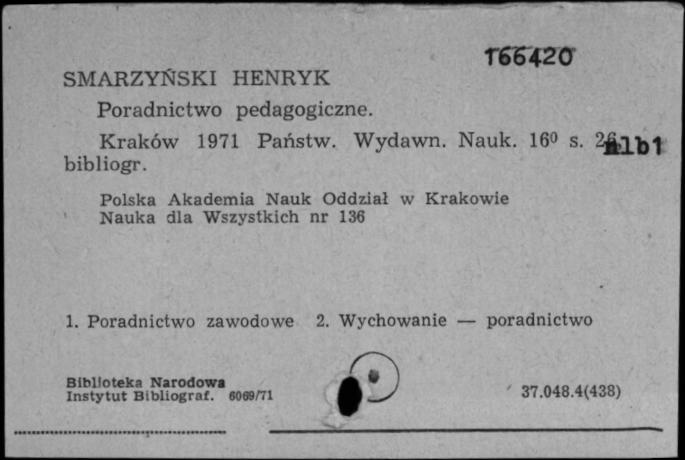 166420
SMARZYŃSKI HENRYK
Poradnictwo pedagogiczne.
Kraków 1971 Państw. Wydawn. Nauk. 16⁰ s. 26, nlb1
bibliogr.
Polska Akademia Nauk Oddział w Krakowie
Nauka dla Wszystkich nr 136
1. Poradnictwo zawodowe 2. Wychowanie — poradnictwo
Biblioteka Narodowa
Instytut Bibliograf. 6069/71
37.048.4(438)